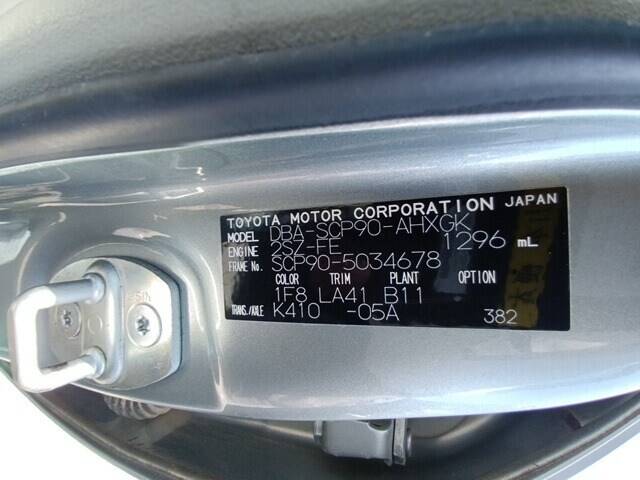 TOYOTA MOTOR CORPORATION JAPAN
MODEL DBA-SCP90-AHXGK
ENGINE 2SZ-FE 1296 mL
FRAME No. SCP90-5034678
COLOR TRIM PLANT OPTION
1F8 LA41 B11
TRANS./AXLE K410 -05A 382